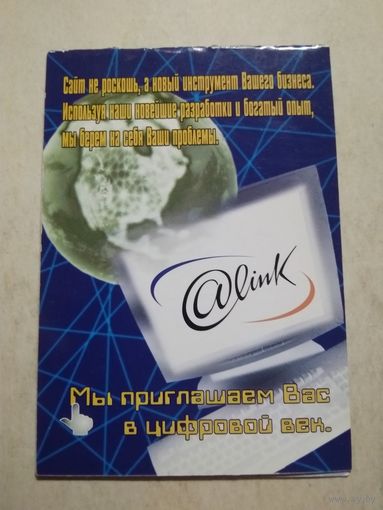 Сайт не роскошь, а новый инструмент Вашего бизнеса.
Используя наши новейшие разработки и богатый опыт,
мы берем на себя Ваши проблемы.
@link
Мы приглашаем Вас
в цифровой век.